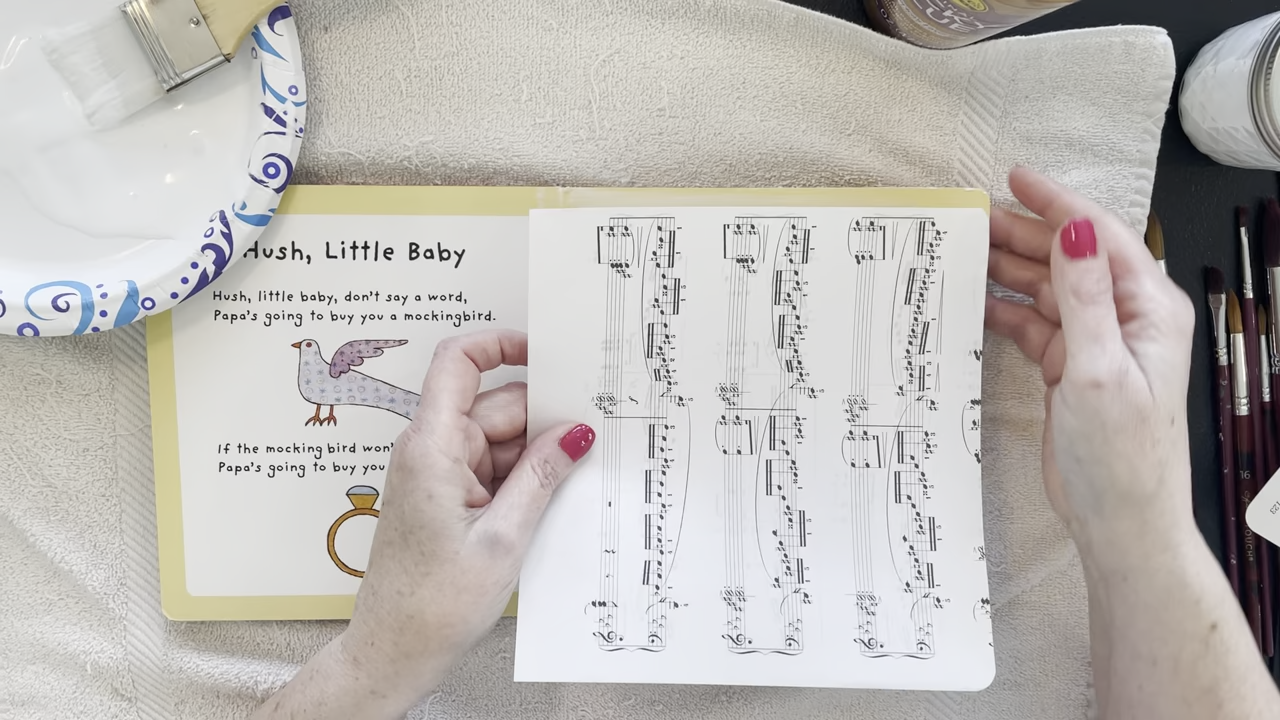 Hush, Little Baby
Hush, little baby, don't say a word,
Papa's going to buy you a mockingbird.
If the mocking bird won'
Papa's going to buy you